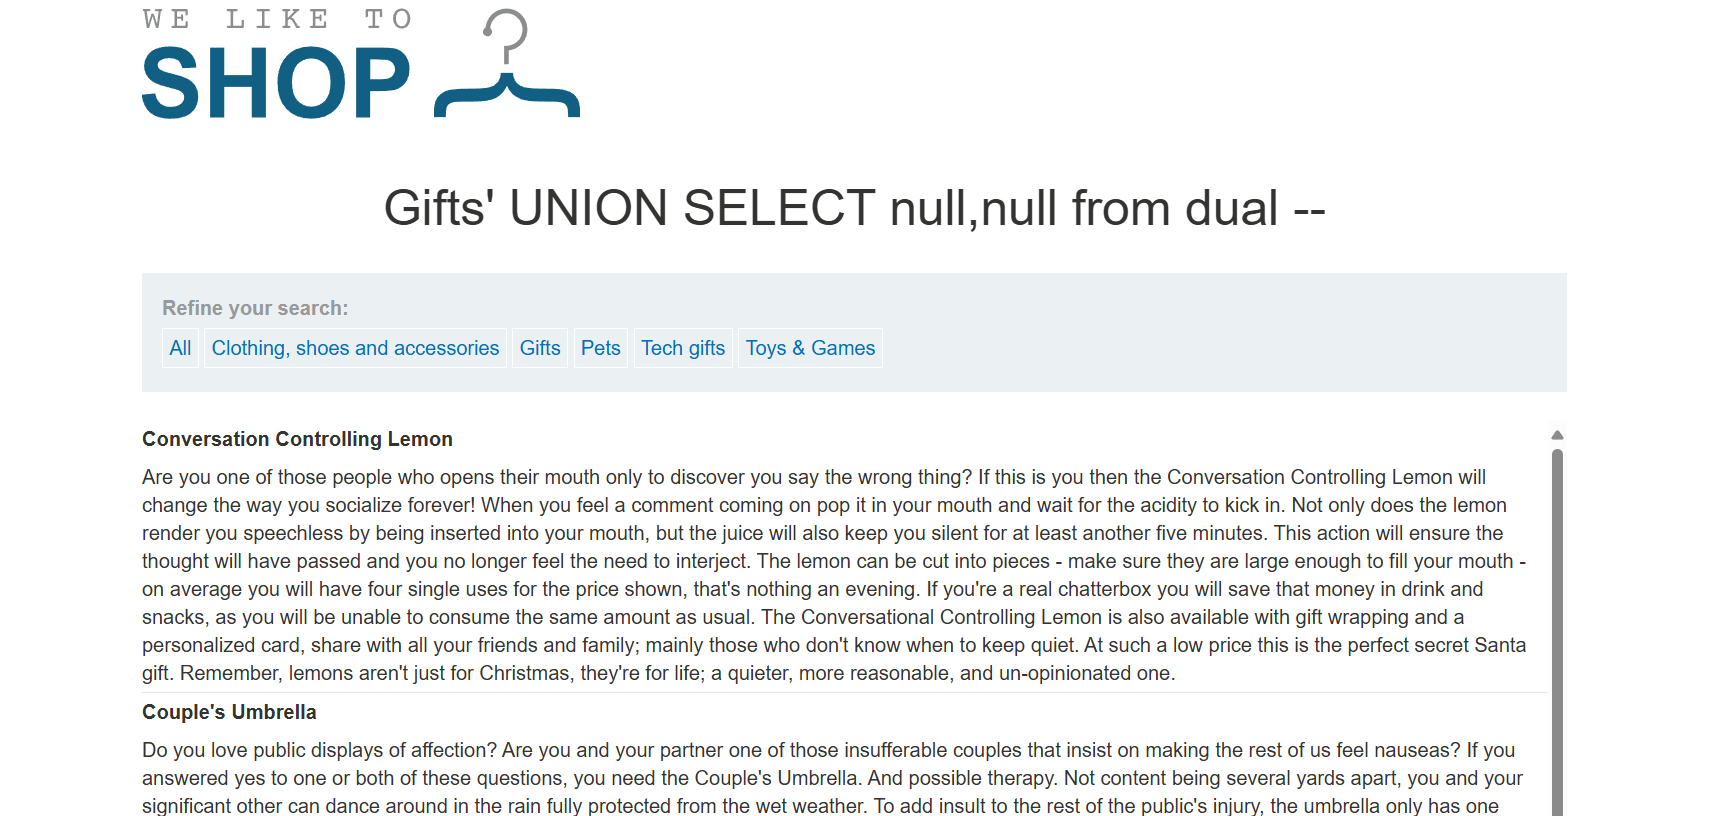 WE LIKE TO
SHOP
Gifts' UNION SELECT null,null from dual --
Refine your search:
All Clothing, shoes and accessories Gifts Pets Tech gifts Toys & Games
Conversation Controlling Lemon
Are you one of those people who opens their mouth only to discover you say the wrong thing? If this is you then the Conversation Controlling Lemon will
change the way you socialize forever! When you feel a comment coming on pop it in your mouth and wait for the acidity to kick in. Not only does the lemon
render you speechless by being inserted into your mouth, but the juice will also keep you silent for at least another five minutes. This action will ensure the
thought will have passed and you no longer feel the need to interject. The lemon can be cut into pieces - make sure they are large enough to fill your mouth -
on average you will have four single uses for the price shown, that's nothing an evening. If you're a real chatterbox you will save that money in drink and
snacks, as you will be unable to consume the same amount as usual. The Conversational Controlling Lemon is also available with gift wrapping and a
personalized card, share with all your friends and family; mainly those who don't know when to keep quiet. At such a low price this is the perfect secret Santa
gift. Remember, lemons aren't just for Christmas, they're for life; a quieter, more reasonable, and un-opinionated one.
Couple's Umbrella
Do you love public displays of affection? Are you and your partner one of those insufferable couples that insist on making the rest of us feel nauseas? If you
answered yes to one or both of these questions, you need the Couple's Umbrella. And possible therapy. Not content being several yards apart, you and your
significant other can dance around in the rain fully protected from the wet weather. To add insult to the rest of the public's injury, the umbrella only has one